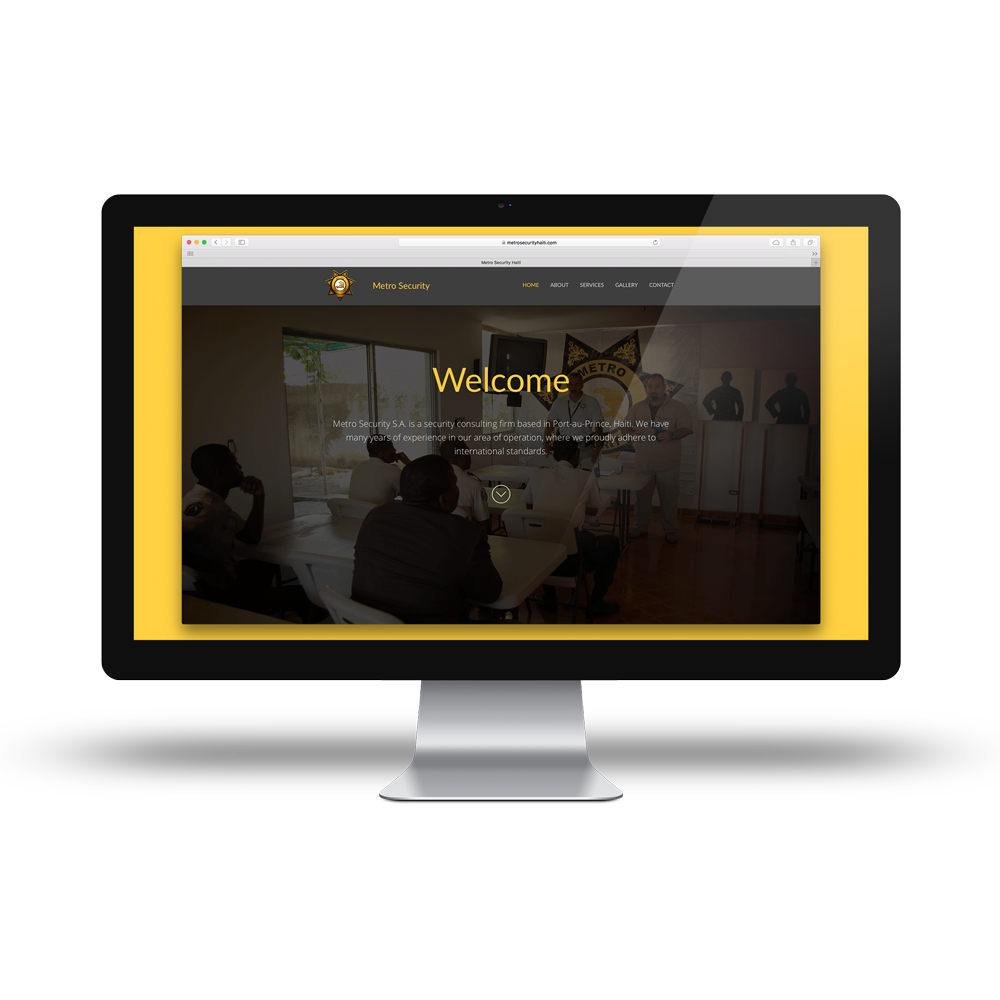 metrosecurityhaiti.com
Metro Security Haiti
Metro Security
HOME ABOUT SERVICES GALLERY CONTACT
METRO
Welcome
Metro Security S.A. is a security consulting firm based in Port-au-Prince, Haiti. We have
many years of experience in our area of operation, where we proudly adhere to
international standards.